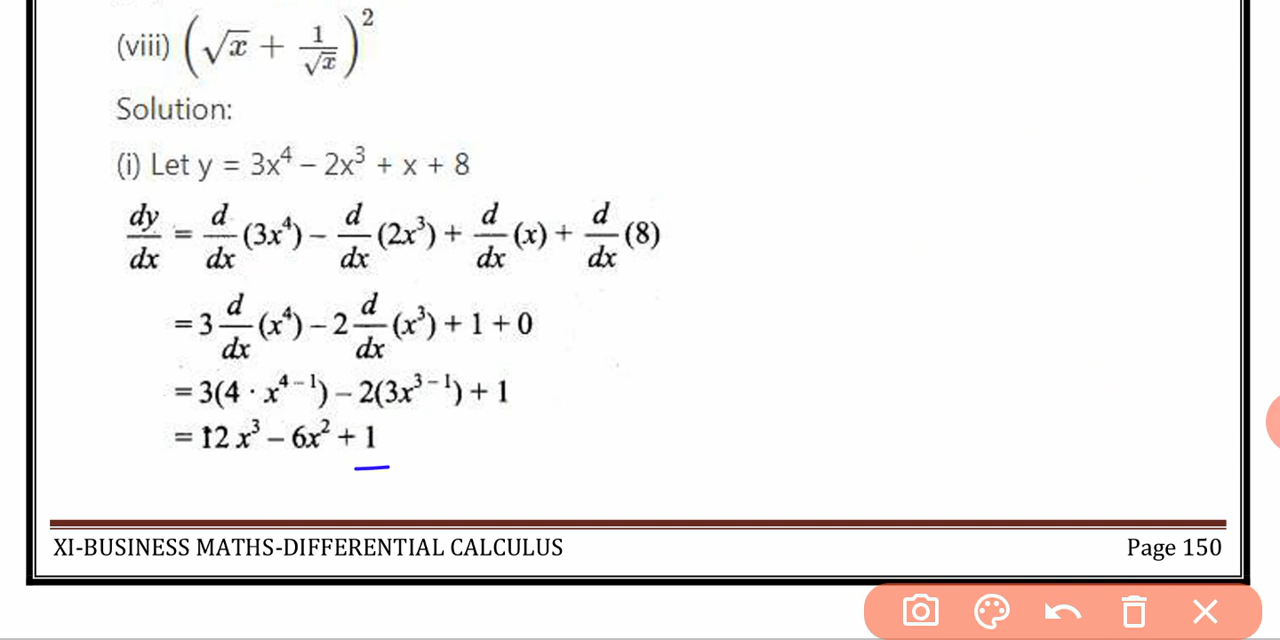 (viii) (√x + 1/√x)²
Solution:
(i) Let y = 3x⁴ – 2x³ + x + 8
dy/dx = d/dx (3x⁴) – d/dx (2x³) + d/dx (x) + d/dx (8)
= 3 d/dx (x⁴) – 2 d/dx (x³) + 1 + 0
= 3(4 · x⁴⁻¹) – 2(3x³⁻¹) + 1
= 12 x³ – 6x² + 1
XI-BUSINESS MATHS-DIFFERENTIAL CALCULUS Page 150